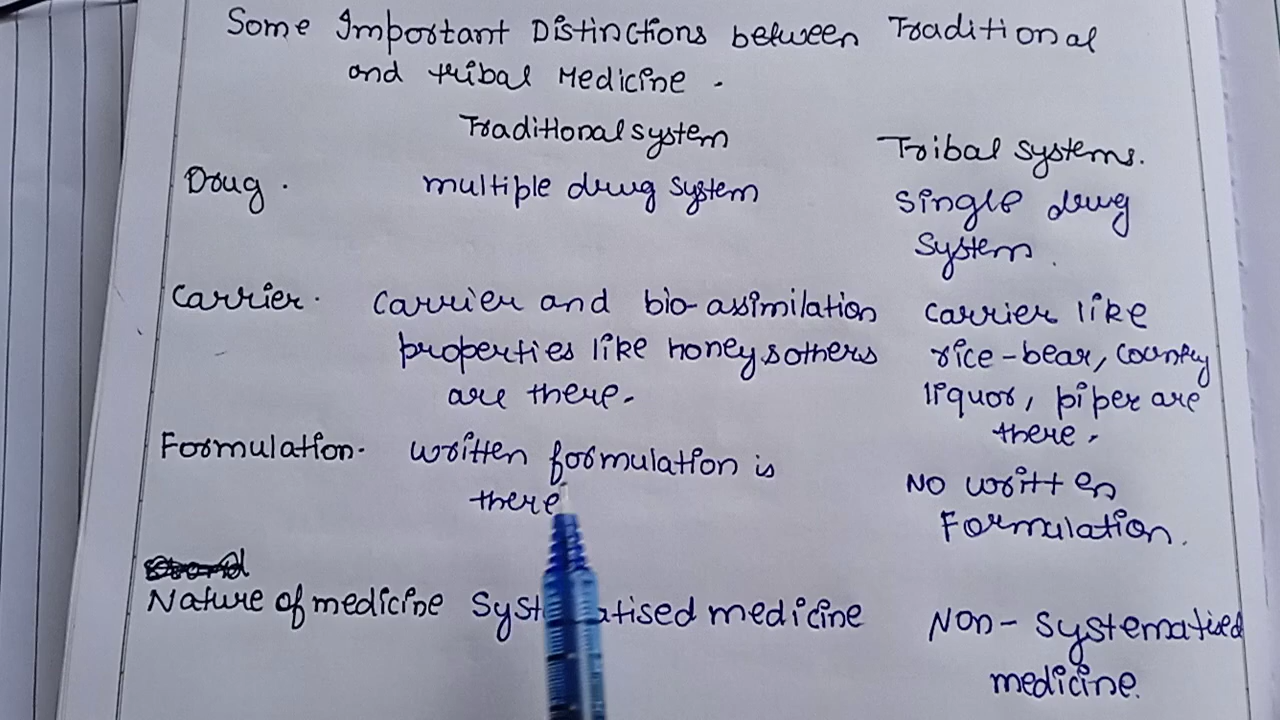 Some Important Distinctions between Traditional
and tribal Medicine.
Traditional system
Tribal systems.
Drug.
multiple drug system
Single drug
System.
Carrier.
Carrier and bio-assimilation
properties like honey, &others
are there.
Carrier like
rice-bear, Country
liquor, piper are
there.
Formulation.
written formulation is
there
No written
Formulation.
Nature of medicine
medicine
Non-systematised
medicine.